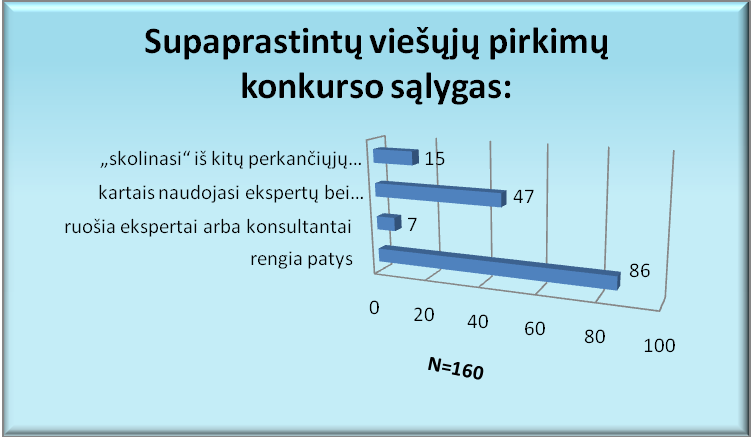 Supaprastintų viešųjų pirkimų
konkurso sąlygas:
„skolinasi“ iš kitų perkančiųjų... 15
kartais naudojasi ekspertų bei... 47
ruošia ekspertai arba konsultantai 7
rengia patys 86
0 20 40 60 80 100
N=160